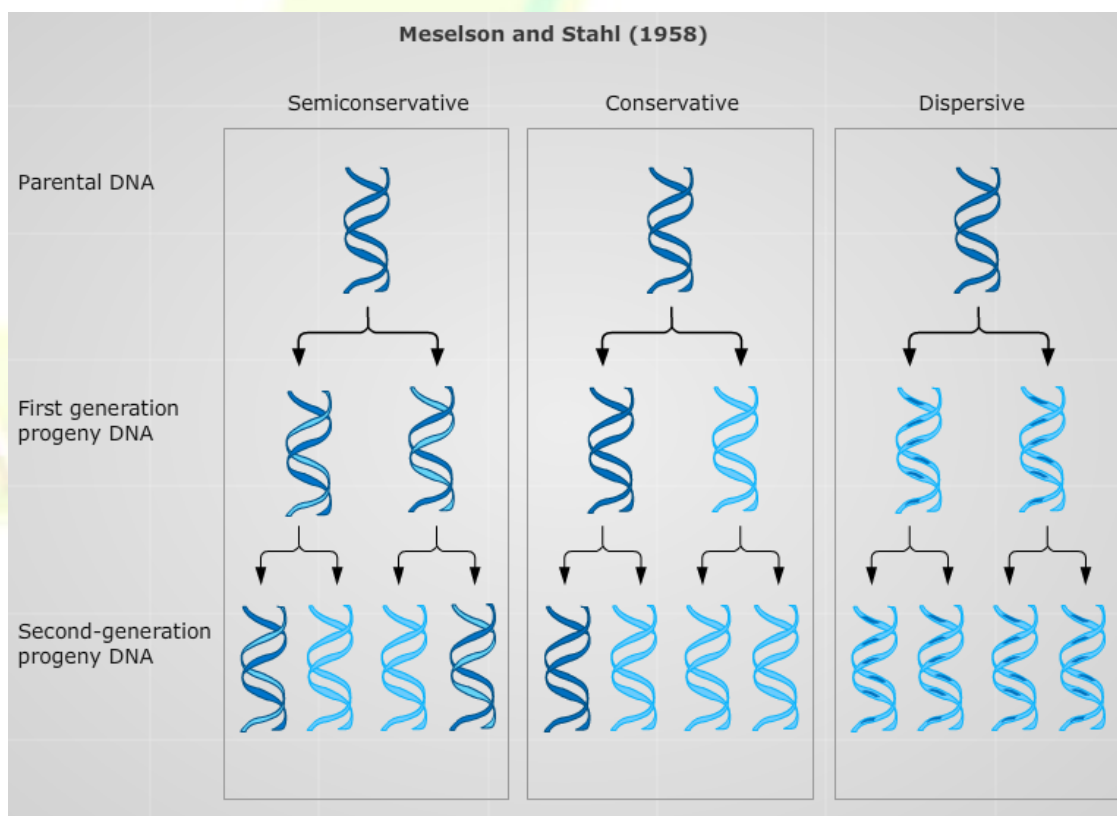 Meselson and Stahl (1958)
Semiconservative
Conservative
Dispersive
Parental DNA
First generation
progeny DNA
Second-generation
progeny DNA